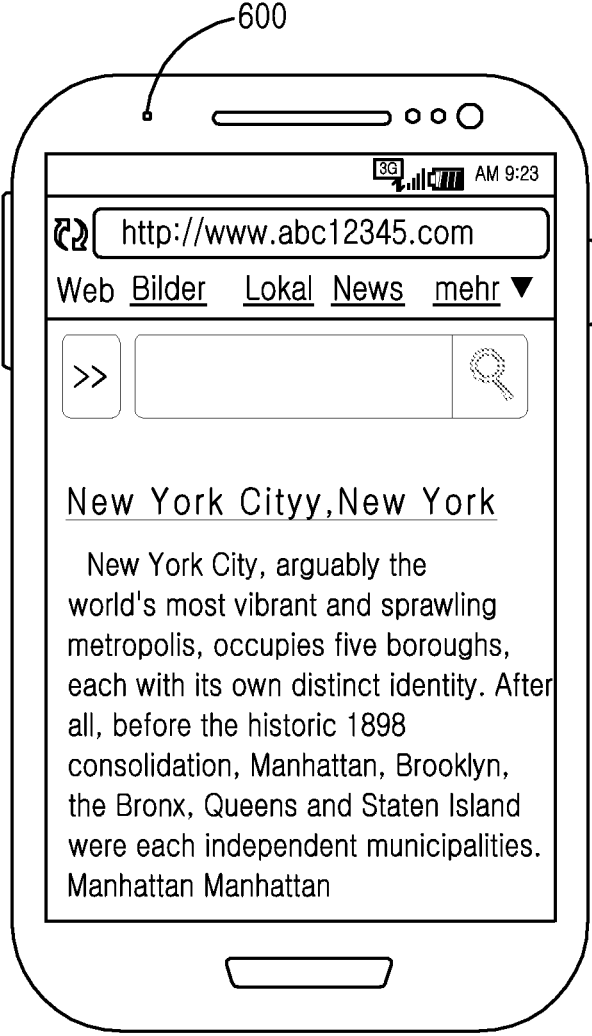 600
3G AM 9:23
http://www.abc12345.com
Web Bilder Lokal News mehr ▼
>>
New York Cityy,New York
New York City, arguably the
world's most vibrant and sprawling
metropolis, occupies five boroughs,
each with its own distinct identity. After
all, before the historic 1898
consolidation, Manhattan, Brooklyn,
the Bronx, Queens and Staten Island
were each independent municipalities.
Manhattan Manhattan